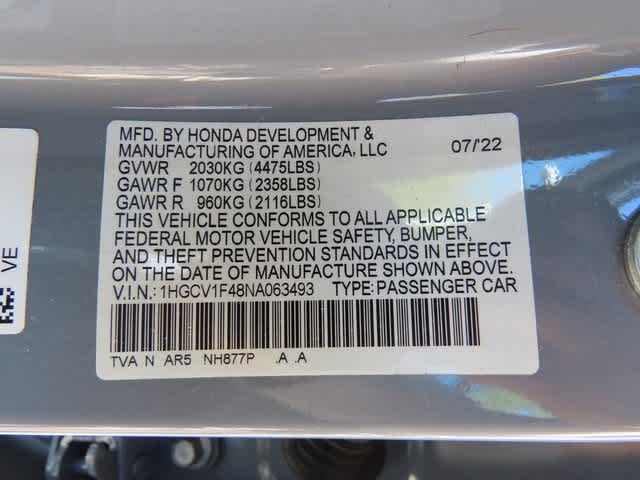 MFD. BY HONDA DEVELOPMENT &
MANUFACTURING OF AMERICA, LLC 07/'22
GVWR 2030KG (4475LBS)
GAWR F 1070KG (2358LBS)
GAWR R 960KG (2116LBS)
THIS VEHICLE CONFORMS TO ALL APPLICABLE
FEDERAL MOTOR VEHICLE SAFETY, BUMPER,
AND THEFT PREVENTION STANDARDS IN EFFECT
ON THE DATE OF MANUFACTURE SHOWN ABOVE.
V.I.N.: 1HGCV1F48NA063493 TYPE: PASSENGER CAR
TVA N AR5 NH877P .A .A
VE